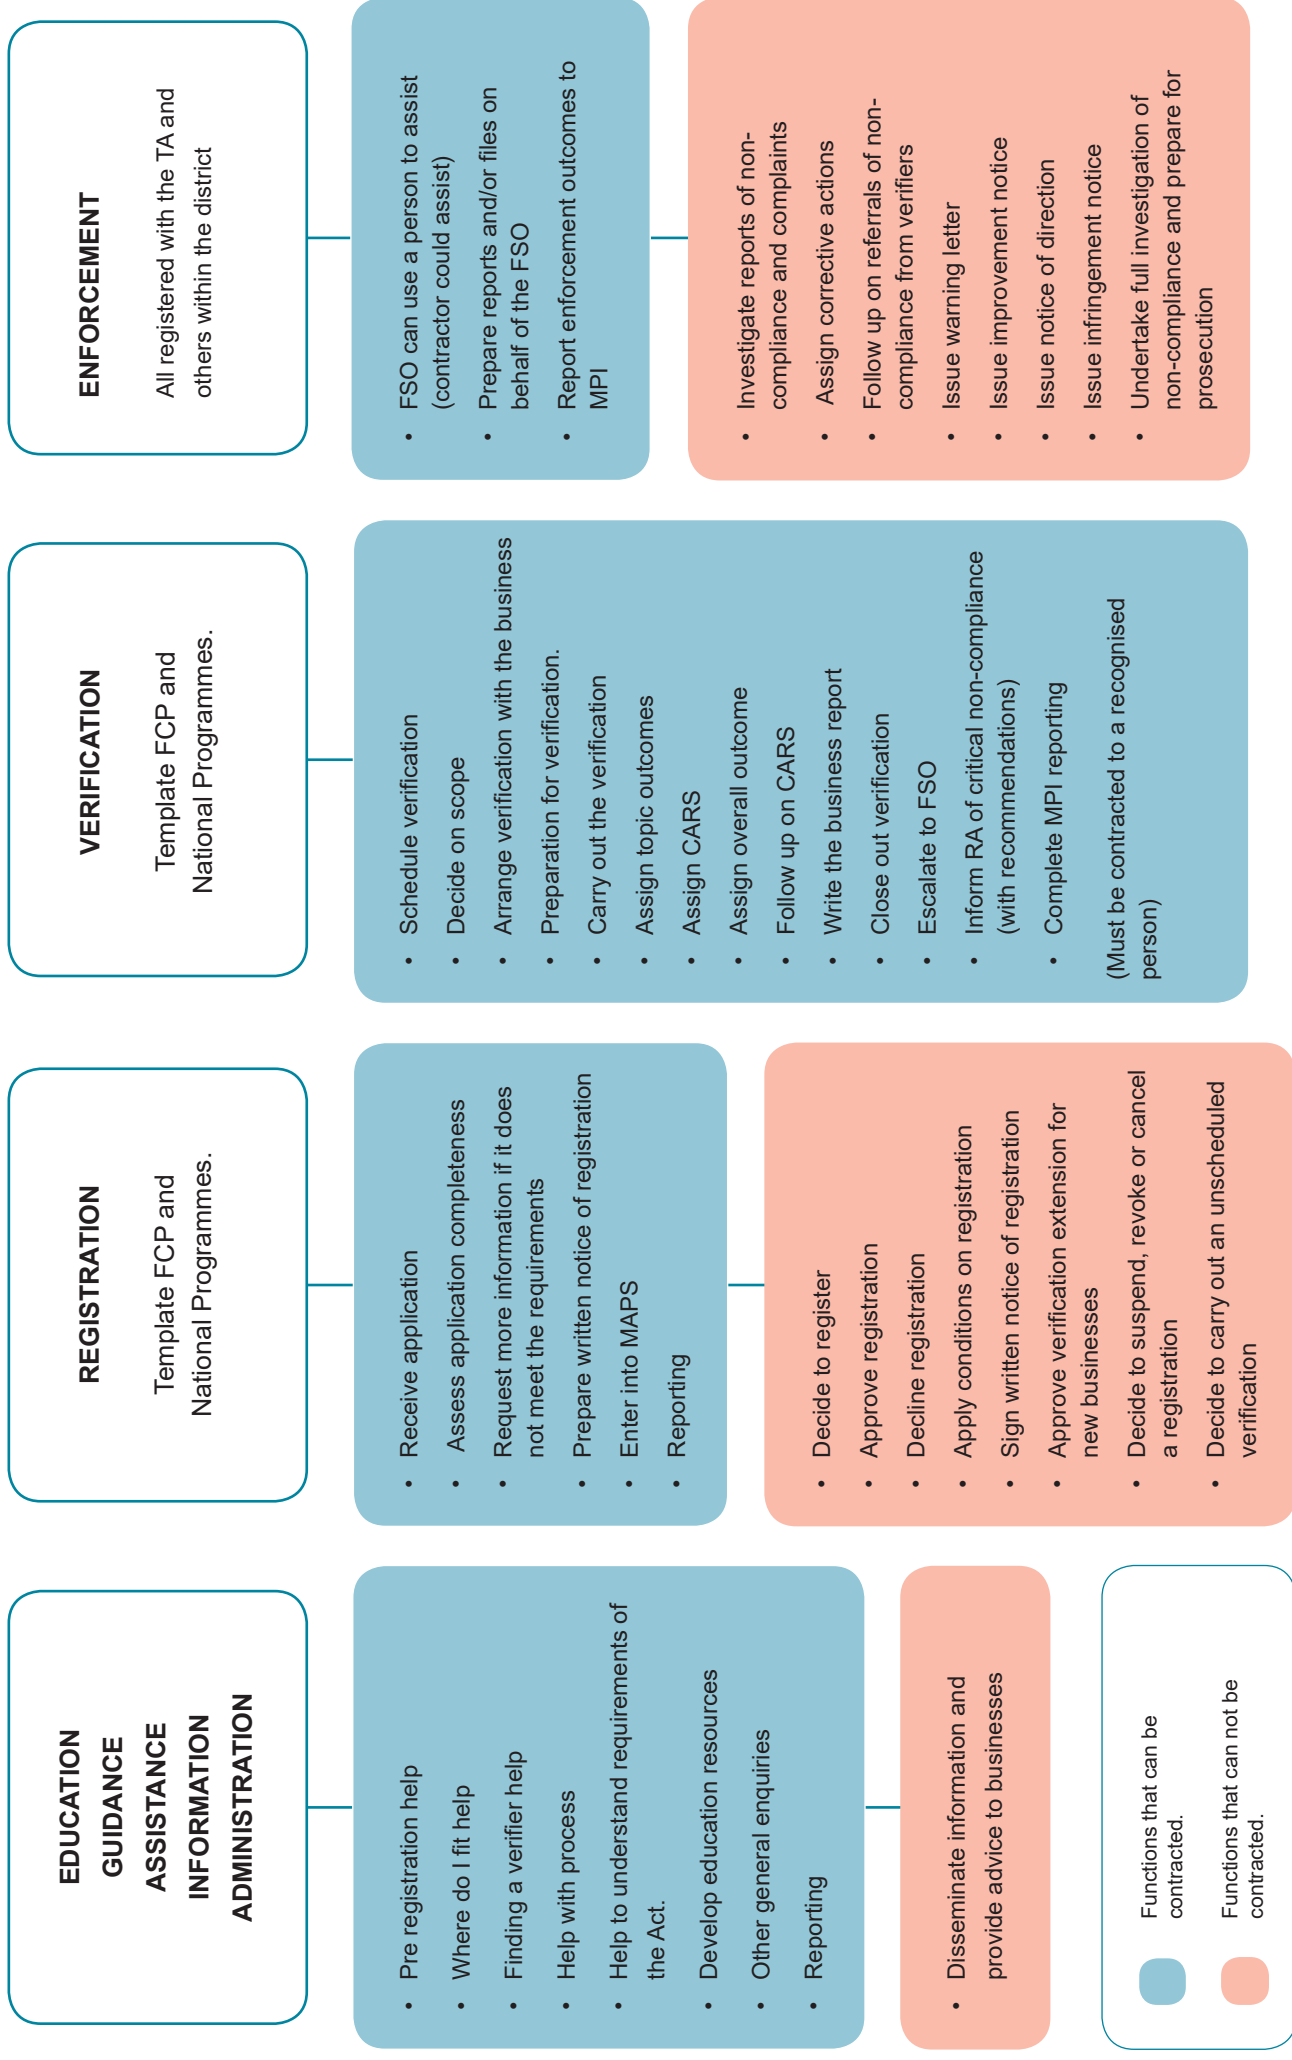 EDUCATION
GUIDANCE
ASSISTANCE
INFORMATION
ADMINISTRATION
• Pre registration help
• Where do I fit help
• Finding a verifier help
• Help with process
• Help to understand requirements of
the Act.
• Develop education resources
• Other general enquiries
• Reporting
• Disseminate information and
provide advice to businesses
REGISTRATION
Template FCP and
National Programmes.
• Receive application
• Assess application completeness
• Request more information if it does
not meet the requirements
• Prepare written notice of registration
• Enter into MAPS
• Reporting
• Decide to register
• Approve registration
• Decline registration
• Apply conditions on registration
• Sign written notice of registration
• Approve verification extension for
new businesses
• Decide to suspend, revoke or cancel
a registration
• Decide to carry out an unscheduled
verification
VERIFICATION
Template FCP and
National Programmes.
• Schedule verification
• Decide on scope
• Arrange verification with the business
• Preparation for verification.
• Carry out the verification
• Assign topic outcomes
• Assign CARS
• Assign overall outcome
• Follow up on CARS
• Write the business report
• Close out verification
• Escalate to FSO
• Inform RA of critical non-compliance
(with recommendations)
• Complete MPI reporting
(Must be contracted to a recognised
person)
ENFORCEMENT
All registered with the TA and
others within the district
• FSO can use a person to assist
(contractor could assist)
• Prepare reports and/or files on
behalf of the FSO
• Report enforcement outcomes to
MPI
• Investigate reports of non-
compliance and complaints
• Assign corrective actions
• Follow up on referrals of non-
compliance from verifiers
• Issue warning letter
• Issue improvement notice
• Issue notice of direction
• Issue infringement notice
• Undertake full investigation of
non-compliance and prepare for
prosecution
Functions that can be
contracted.
Functions that can not be
contracted.